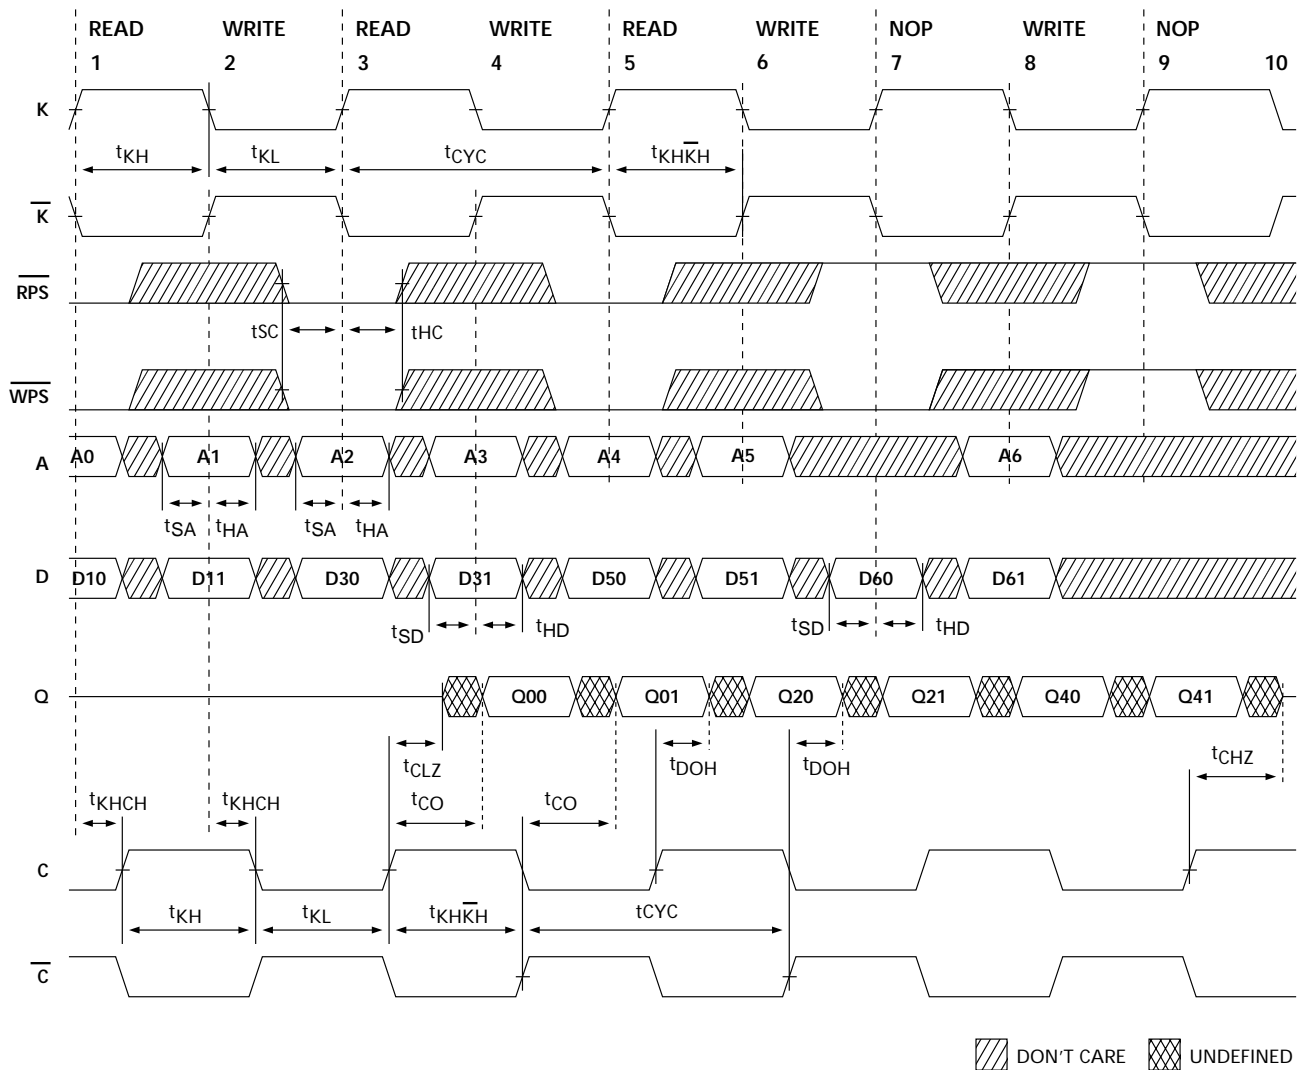 READ WRITE READ WRITE READ WRITE NOP WRITE NOP
1 2 3 4 5 6 7 8 9 10
K
tKH tKL tCYC tKHK̅H
K̅
R̅P̅S̅
tSC tHC
W̅P̅S̅
A A0 A1 A2 A3 A4 A5 A6
tSA tHA tSA tHA
D D10 D11 D30 D31 D50 D51 D60 D61
tSD tHD tSD tHD
Q Q00 Q01 Q20 Q21 Q40 Q41
tCLZ tDOH tDOH tCHZ
tKHCH tKHCH tCO tCO
C
tKH tKL tKHK̅H tCYC
C̅
DON'T CARE UNDEFINED